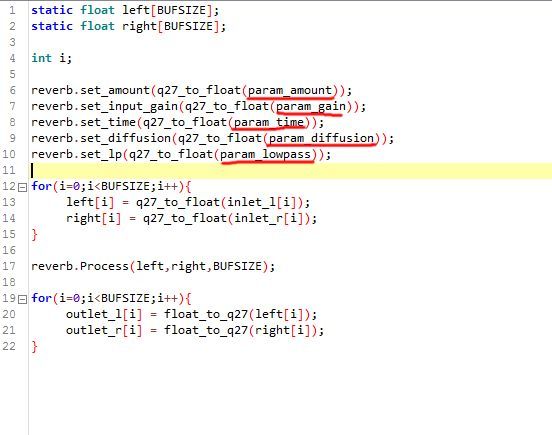 1 static float left[BUFSIZE];
2 static float right[BUFSIZE];
3
4 int i;
5
6 reverb.set_amount(q27_to_float(param_amount));
7 reverb.set_input_gain(q27_to_float(param_gain));
8 reverb.set_time(q27_to_float(param_time));
9 reverb.set_diffusion(q27_to_float(param_diffusion));
10 reverb.set_lp(q27_to_float(param_lowpass));
11
12 for(i=0;i<BUFSIZE;i++){
13 left[i] = q27_to_float(inlet_l[i]);
14 right[i] = q27_to_float(inlet_r[i]);
15 }
16
17 reverb.Process(left,right,BUFSIZE);
18
19 for(i=0;i<BUFSIZE;i++){
20 outlet_l[i] = float_to_q27(left[i]);
21 outlet_r[i] = float_to_q27(right[i]);
22 }